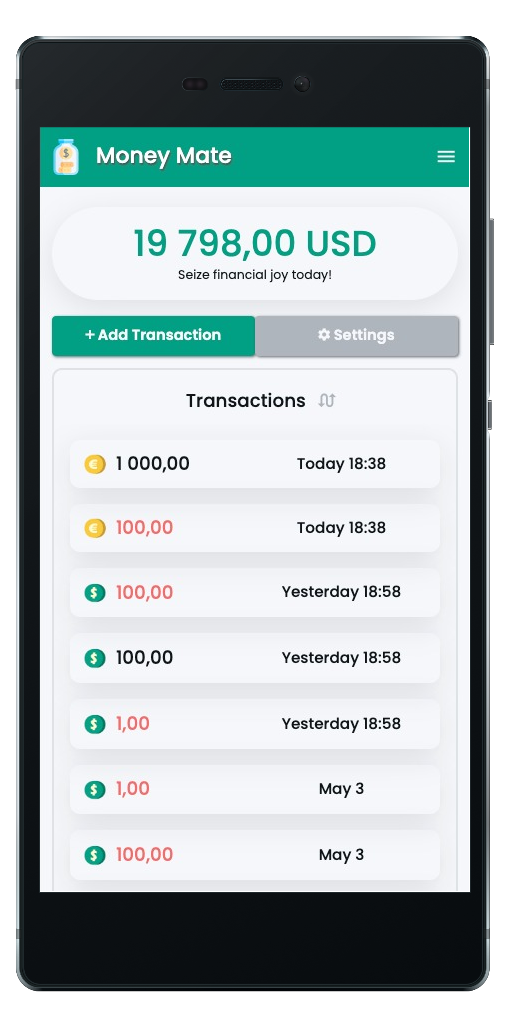 Money Mate
19 798,00 USD
Seize financial joy today!
+ Add Transaction Settings
Transactions
€ 1 000,00 Today 18:38
€ 100,00 Today 18:38
$ 100,00 Yesterday 18:58
$ 100,00 Yesterday 18:58
$ 1,00 Yesterday 18:58
$ 1,00 May 3
$ 100,00 May 3